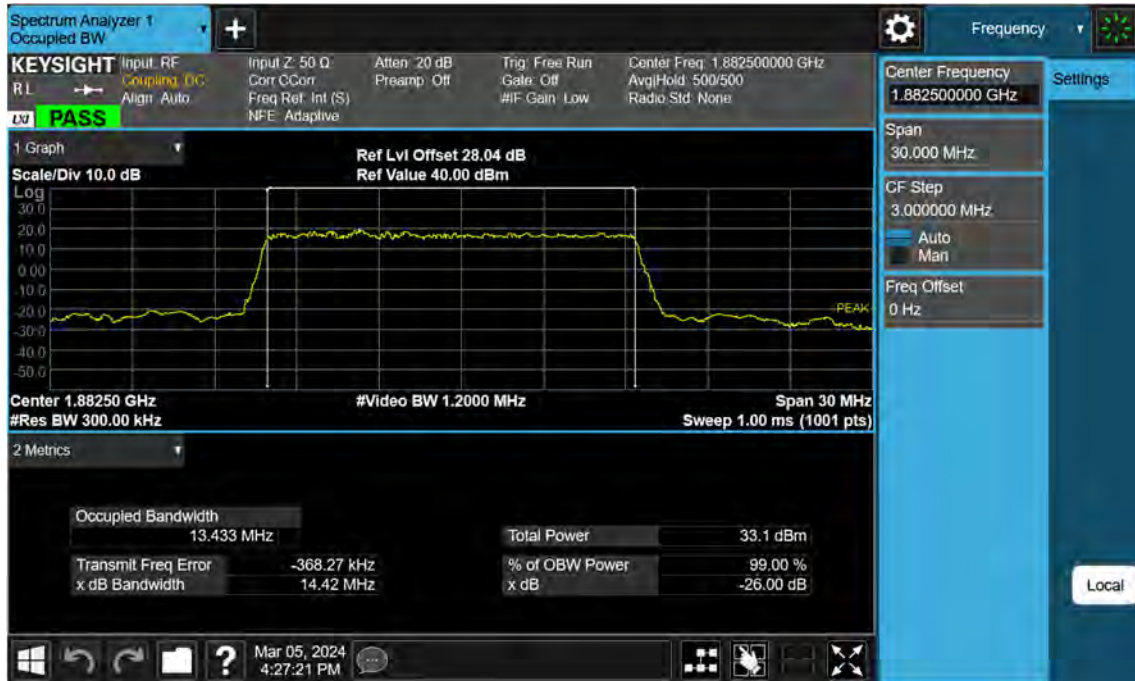 Spectrum Analyzer 1
Occupied BW
+
Frequency
KEYSIGHT
RL
Input: RF
Coupling: DC
Align: Auto
Input Z: 50 Ω
Corr CCorr
Freq Ref: Int (S)
NFE: Adaptive
Atten: 20 dB
Preamp: Off
Trig: Free Run
Gate: Off
#IF Gain: Low
Center Freq: 1.882500000 GHz
Avg|Hold: 500/500
Radio Std: None
LXI PASS
Center Frequency
1.882500000 GHz
Settings
Span
30.000 MHz
CF Step
3.000000 MHz
Auto
Man
Freq Offset
0 Hz
Local
1 Graph
Scale/Div 10.0 dB
Ref Lvl Offset 28.04 dB
Ref Value 40.00 dBm
Log
30.0
20.0
10.0
0.00
-10.0
-20.0
-30.0
-40.0
-50.0
PEAK
Center 1.88250 GHz
#Video BW 1.2000 MHz
Span 30 MHz
#Res BW 300.00 kHz
Sweep 1.00 ms (1001 pts)
2 Metrics
Occupied Bandwidth
13.433 MHz
Total Power 33.1 dBm
Transmit Freq Error -368.27 kHz
% of OBW Power 99.00 %
x dB Bandwidth 14.42 MHz
x dB -26.00 dB
?
Mar 05, 2024
4:27:21 PM